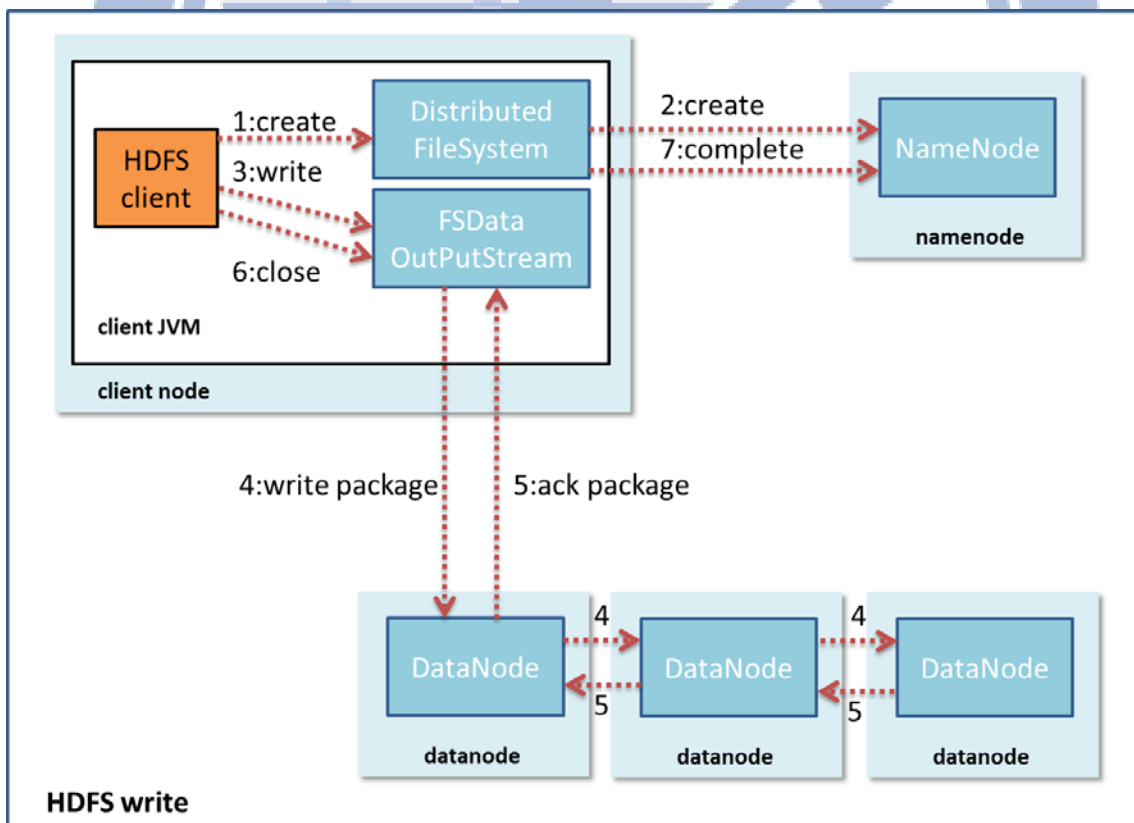 1:create
Distributed
FileSystem
2:create
7:complete
NameNode
namenode
HDFS
client
3:write
FSData
OutPutStream
6:close
client JVM
client node
4:write package
5:ack package
4
4
DataNode
DataNode
DataNode
5
5
datanode
datanode
datanode
HDFS write